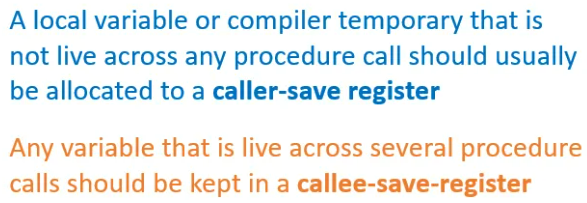 A local variable or compiler temporary that is
not live across any procedure call should usually
be allocated to a caller-save register
Any variable that is live across several procedure
calls should be kept in a callee-save-register